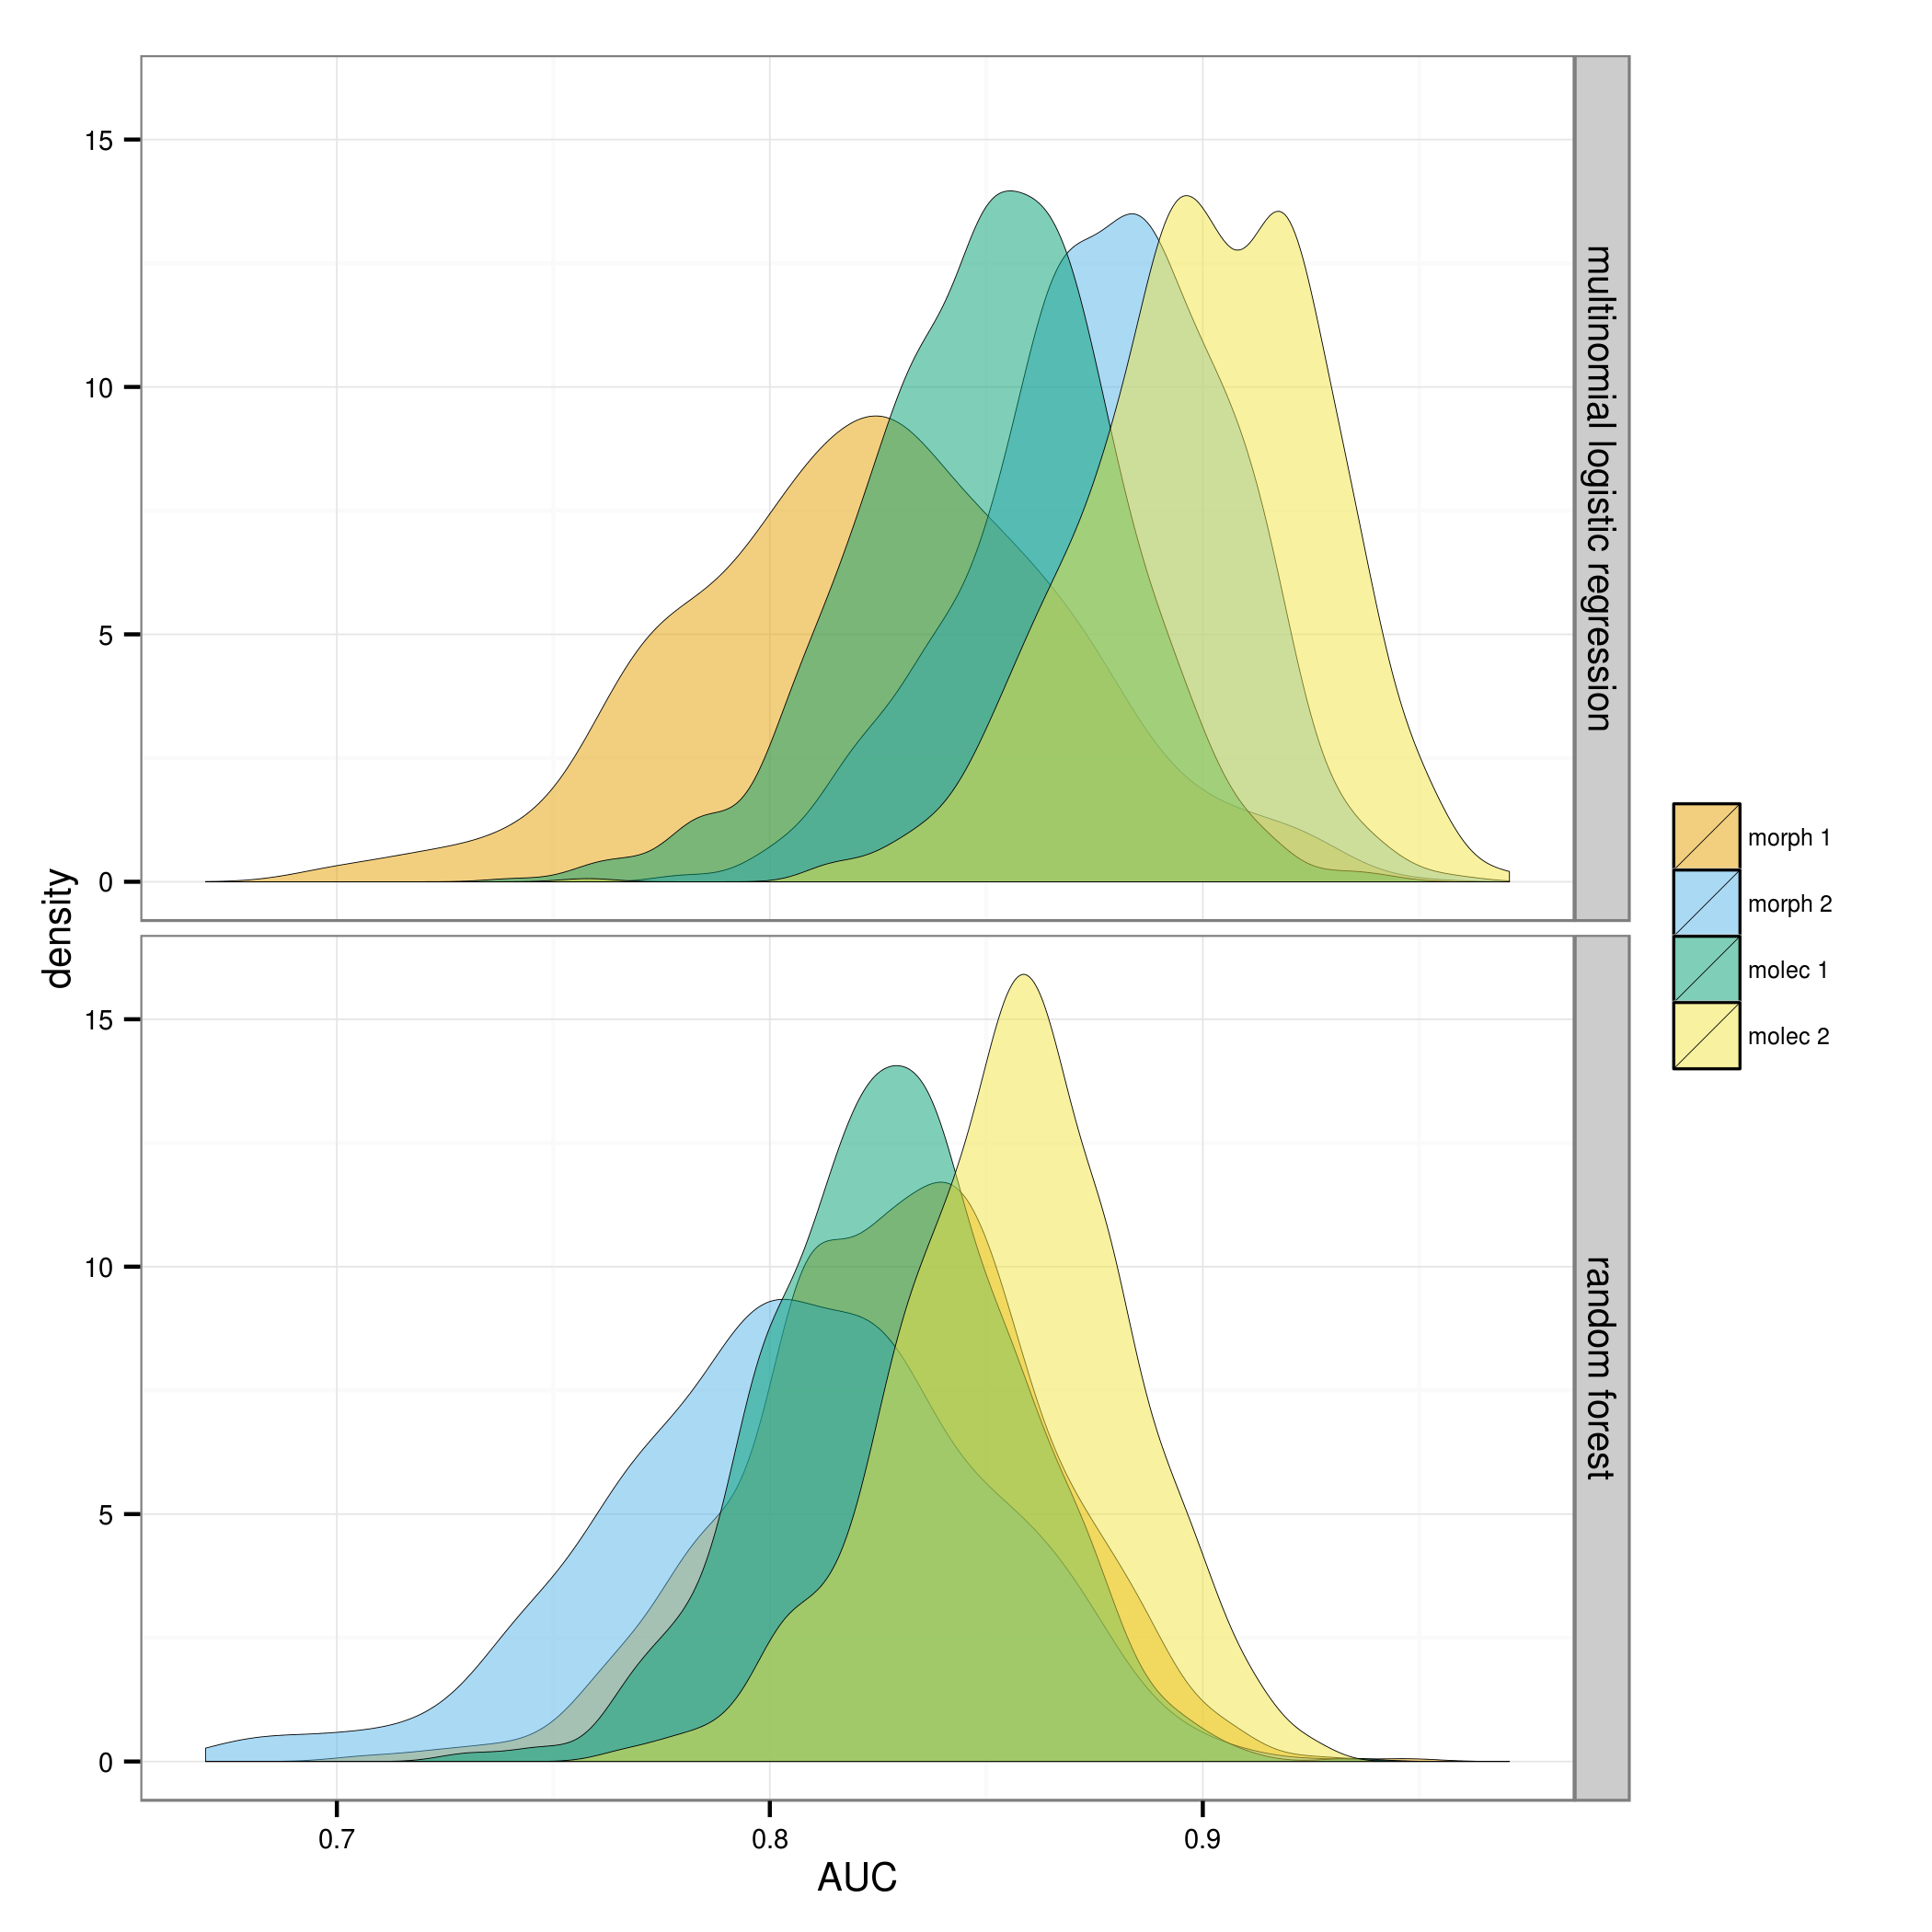 density
15
10
5
0
multinomial logistic regression
15
10
5
0
random forest
0.7
0.8
0.9
AUC
morph 1
morph 2
molec 1
molec 2